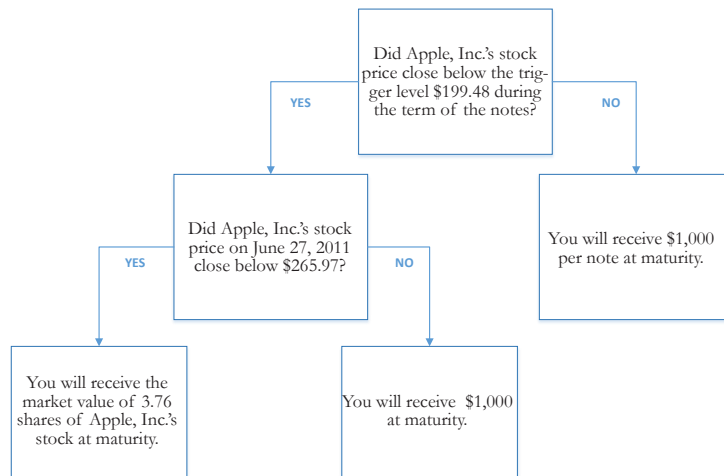 Did Apple, Inc.'s stock
price close below the trig-
ger level $199.48 during
the term of the notes?
YES
NO
Did Apple, Inc.'s stock
price on June 27, 2011
close below $265.97?
You will receive $1,000
per note at maturity.
YES
NO
You will receive the
market value of 3.76
shares of Apple, Inc.'s
stock at maturity.
You will receive $1,000
at maturity.